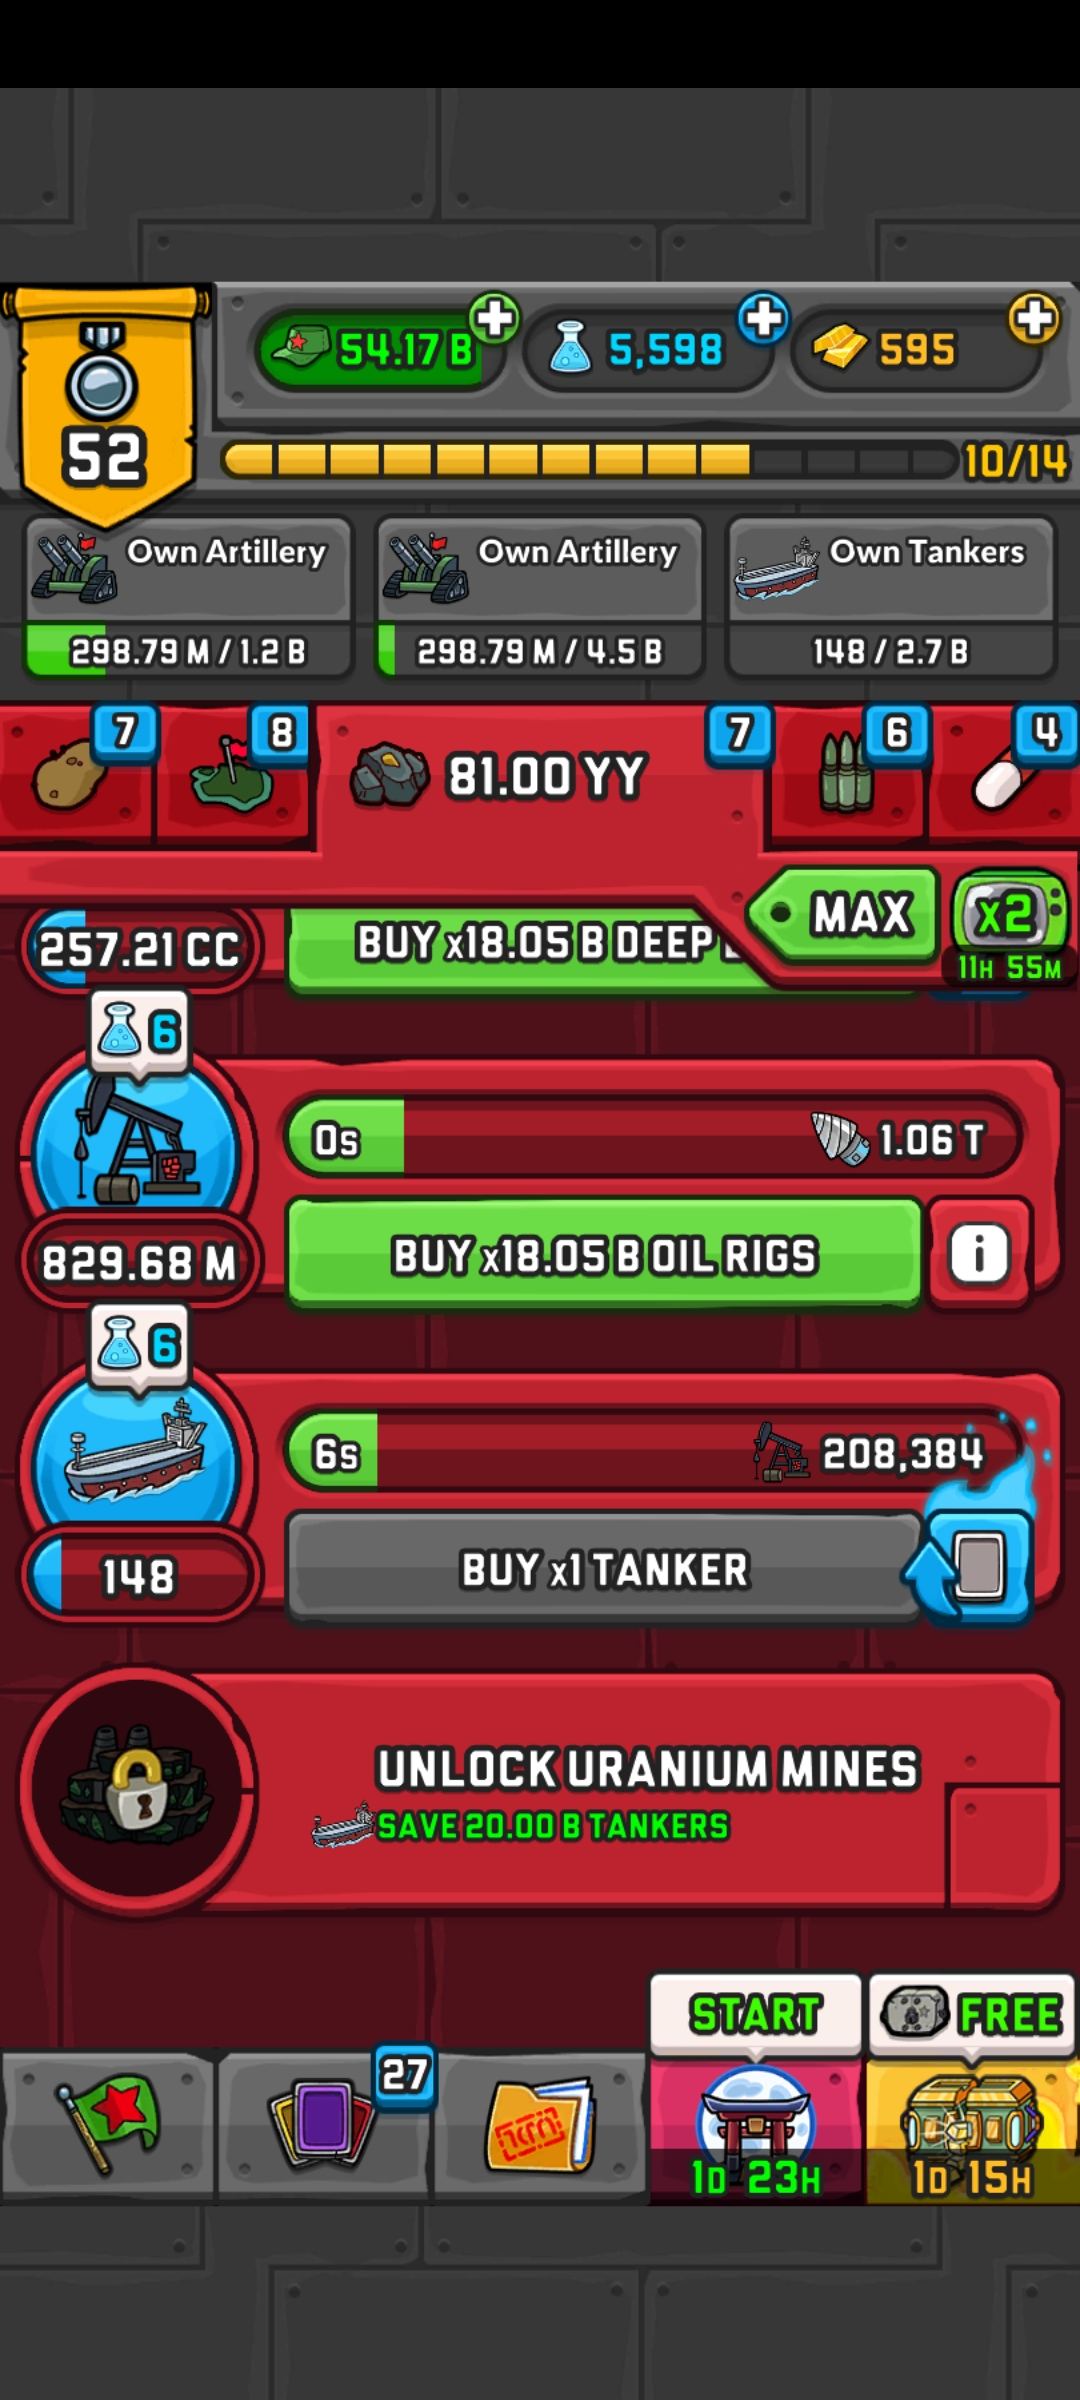 54.17 B
5,598
595
52
10/14
Own Artillery
298.79 M / 1.2 B
Own Artillery
298.79 M / 4.5 B
Own Tankers
148 / 2.7 B
7
8
81.00 YY
7
6
4
MAX
x2
11H 55M
257.21 CC
BUY x18.05 B DEEP
6
0s
1.06 T
829.68 M
BUY x18.05 B OIL RIGS
i
6
6s
208,384
148
BUY x1 TANKER
UNLOCK URANIUM MINES
SAVE 20.00 B TANKERS
START
FREE
27
1D 23H
1D 15H